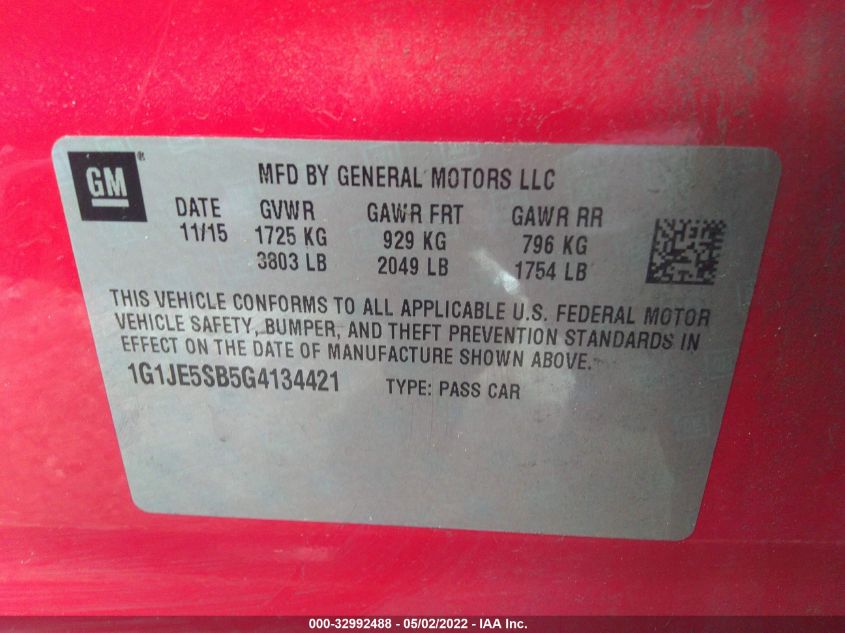 GM®
MFD BY GENERAL MOTORS LLC
DATE GVWR GAWR FRT GAWR RR
11/15 1725 KG 929 KG 796 KG
3803 LB 2049 LB 1754 LB
THIS VEHICLE CONFORMS TO ALL APPLICABLE U.S. FEDERAL MOTOR
VEHICLE SAFETY, BUMPER, AND THEFT PREVENTION STANDARDS IN
EFFECT ON THE DATE OF MANUFACTURE SHOWN ABOVE.
1G1JE5SB5G4134421 TYPE: PASS CAR
000-32992488 - 05/02/2022 - IAA Inc.